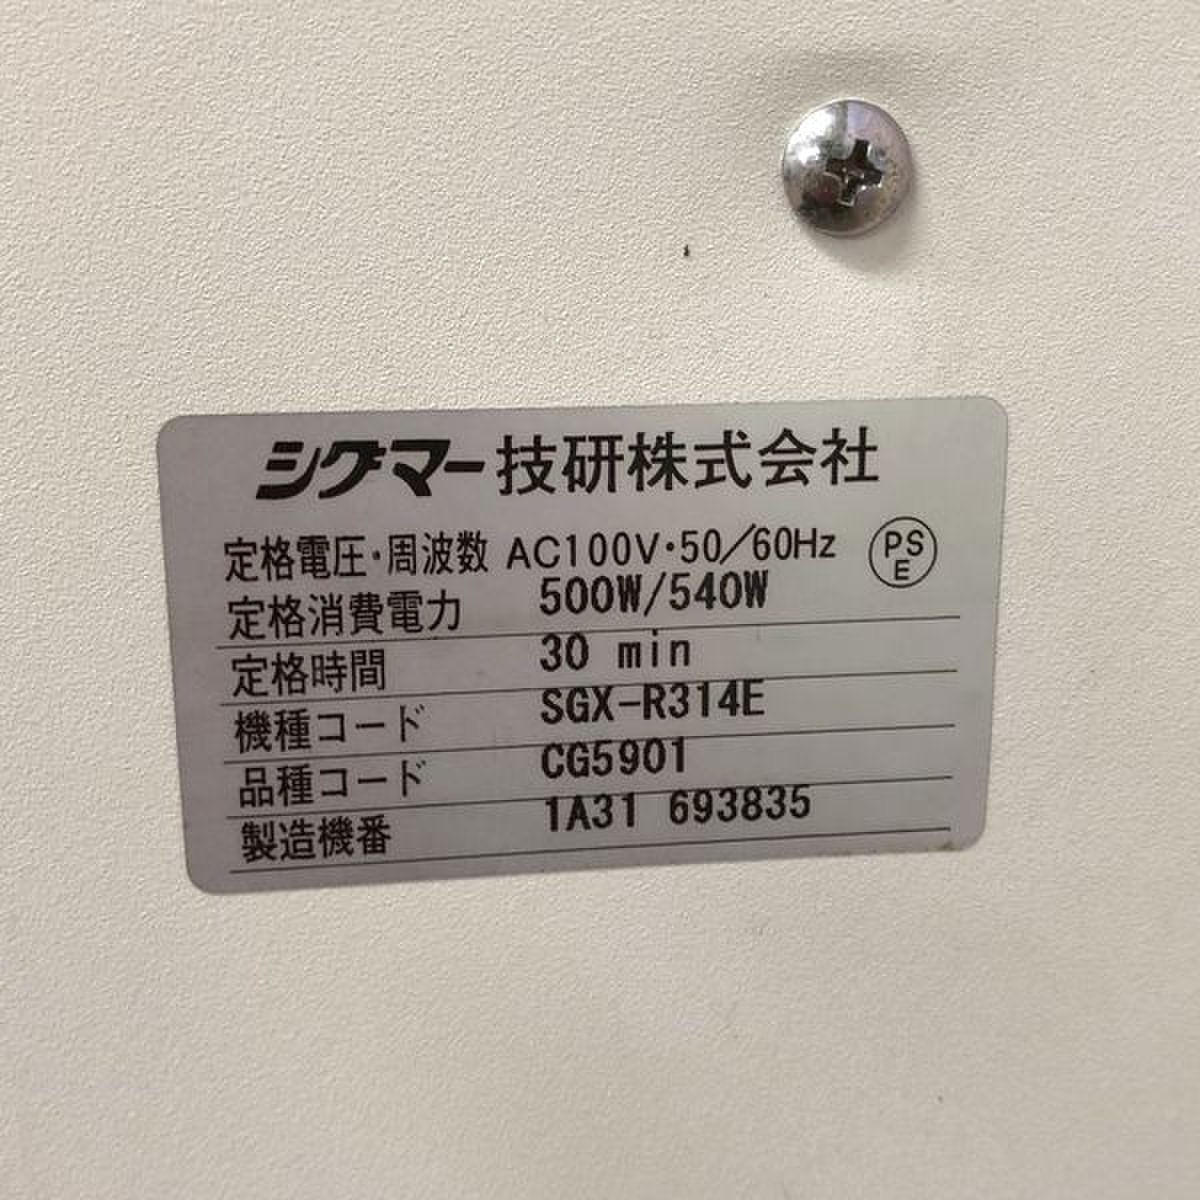 シグマー技研株式会社
定格電圧・周波数 AC100V・50/60Hz
PS
E
定格消費電力 500W/540W
定格時間 30 min
機種コード SGX-R314E
品種コード CG5901
製造機番 1A31 693835